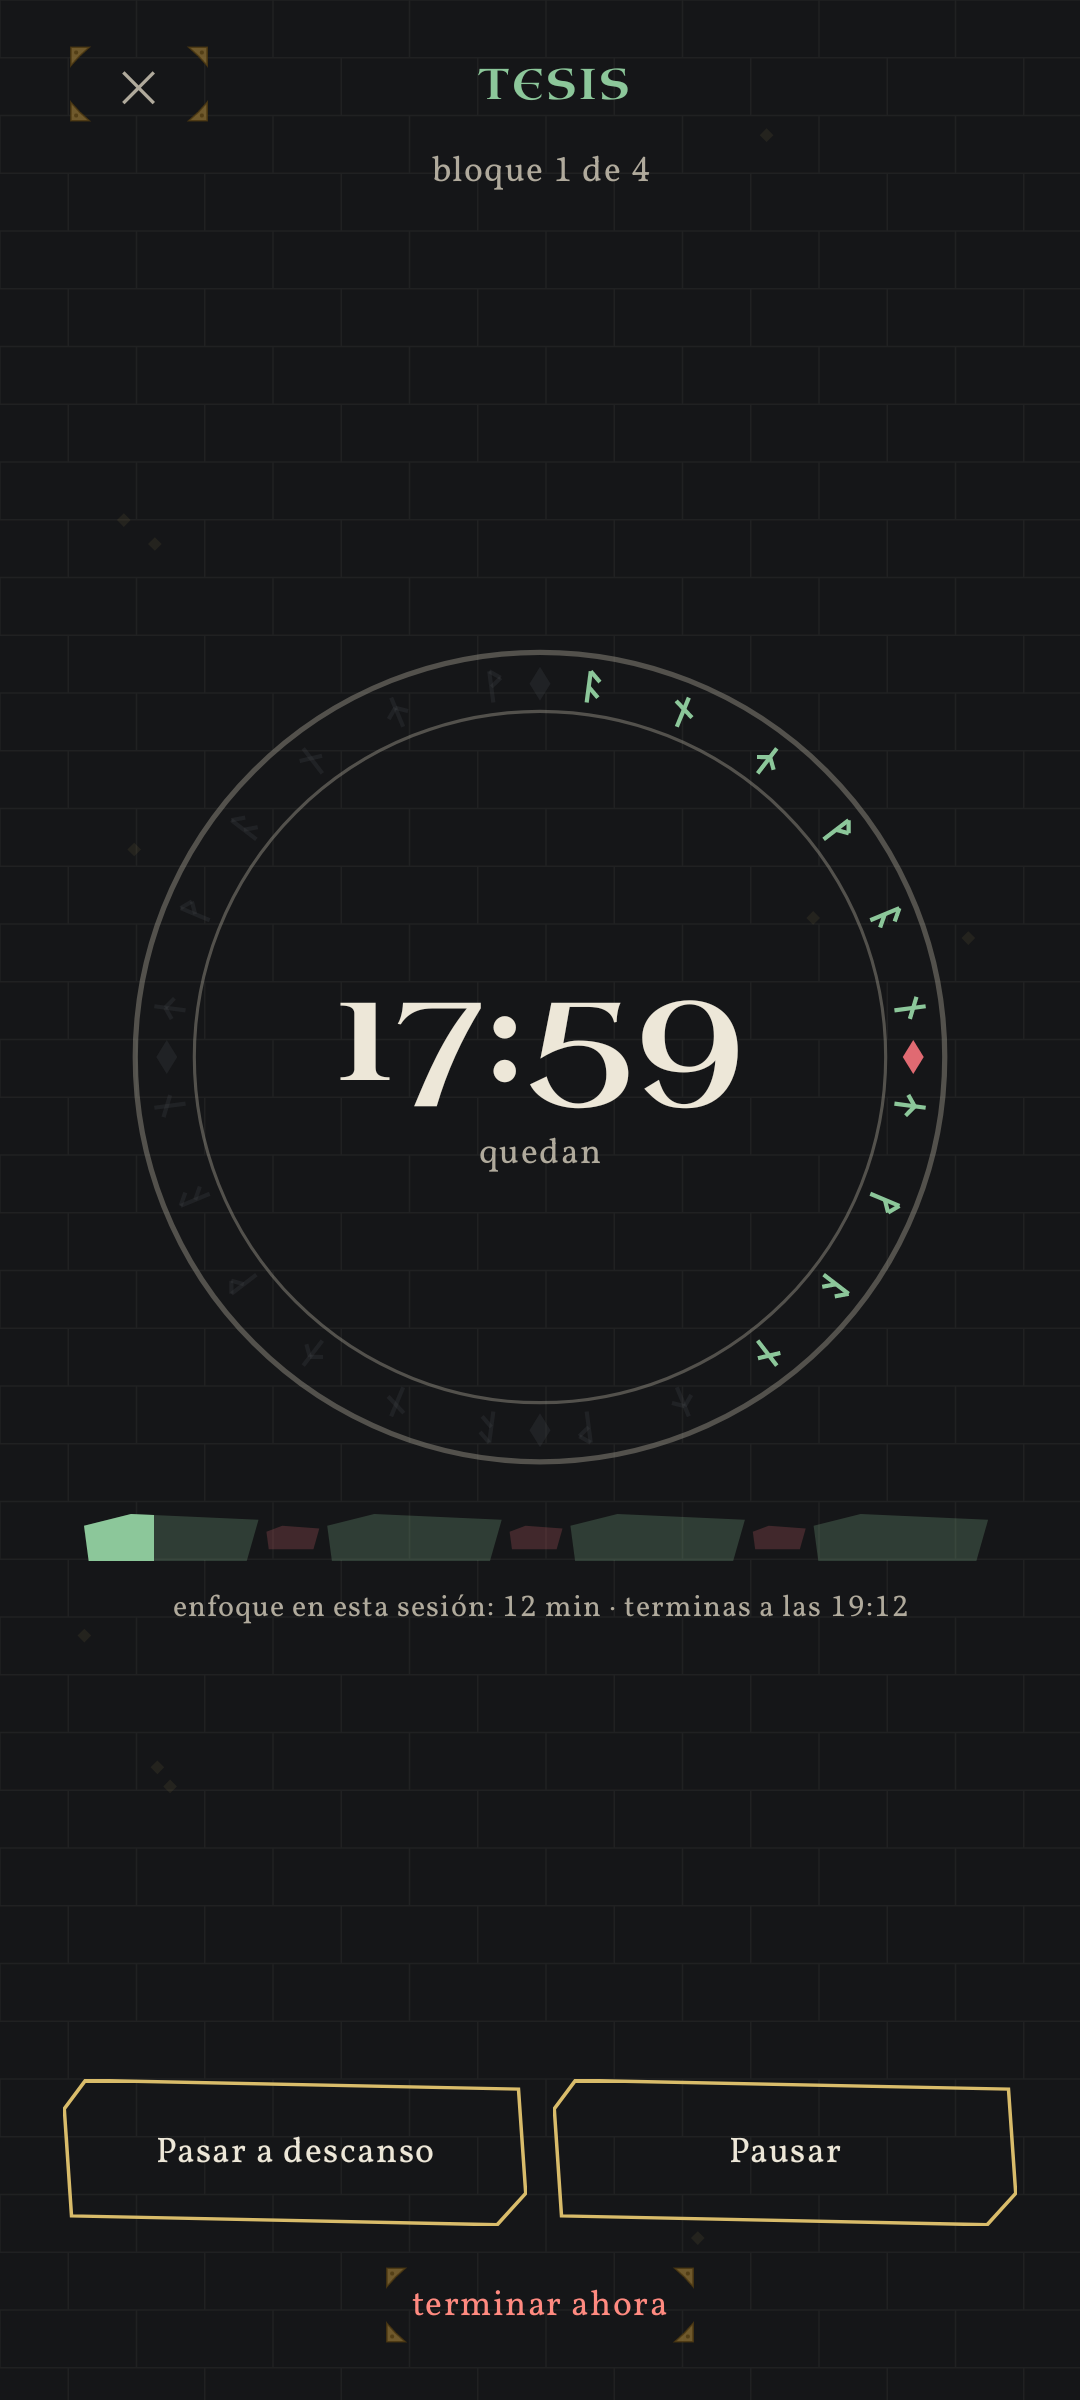 TESIS
bloque 1 de 4
17:59
quedan
enfoque en esta sesión: 12 min · terminas a las 19:12
Pasar a descanso
Pausar
terminar ahora